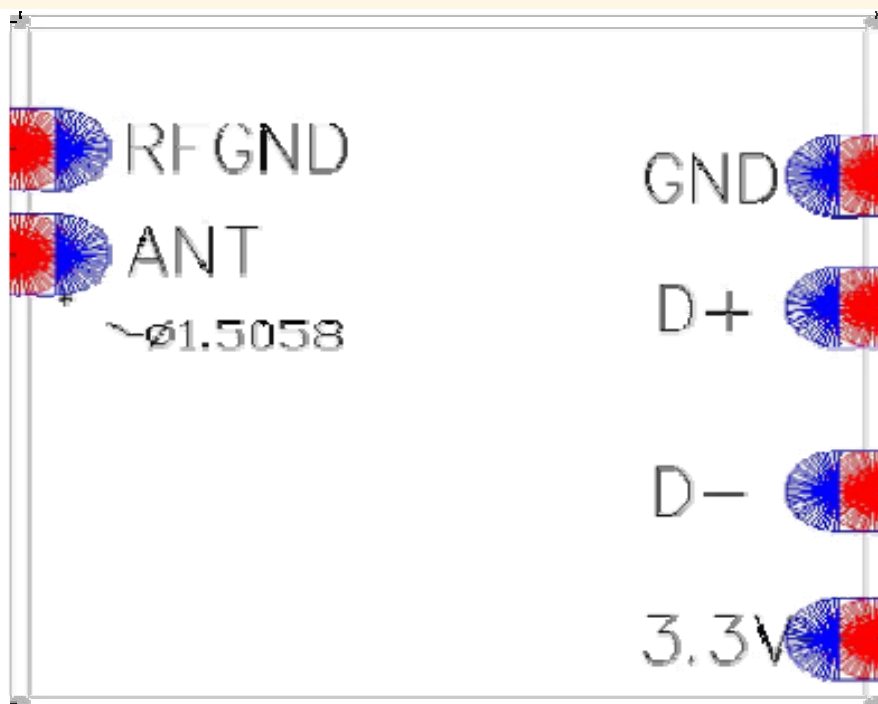 RFGND
ANT
ø1.5058
GND
D+
D-
3.3V